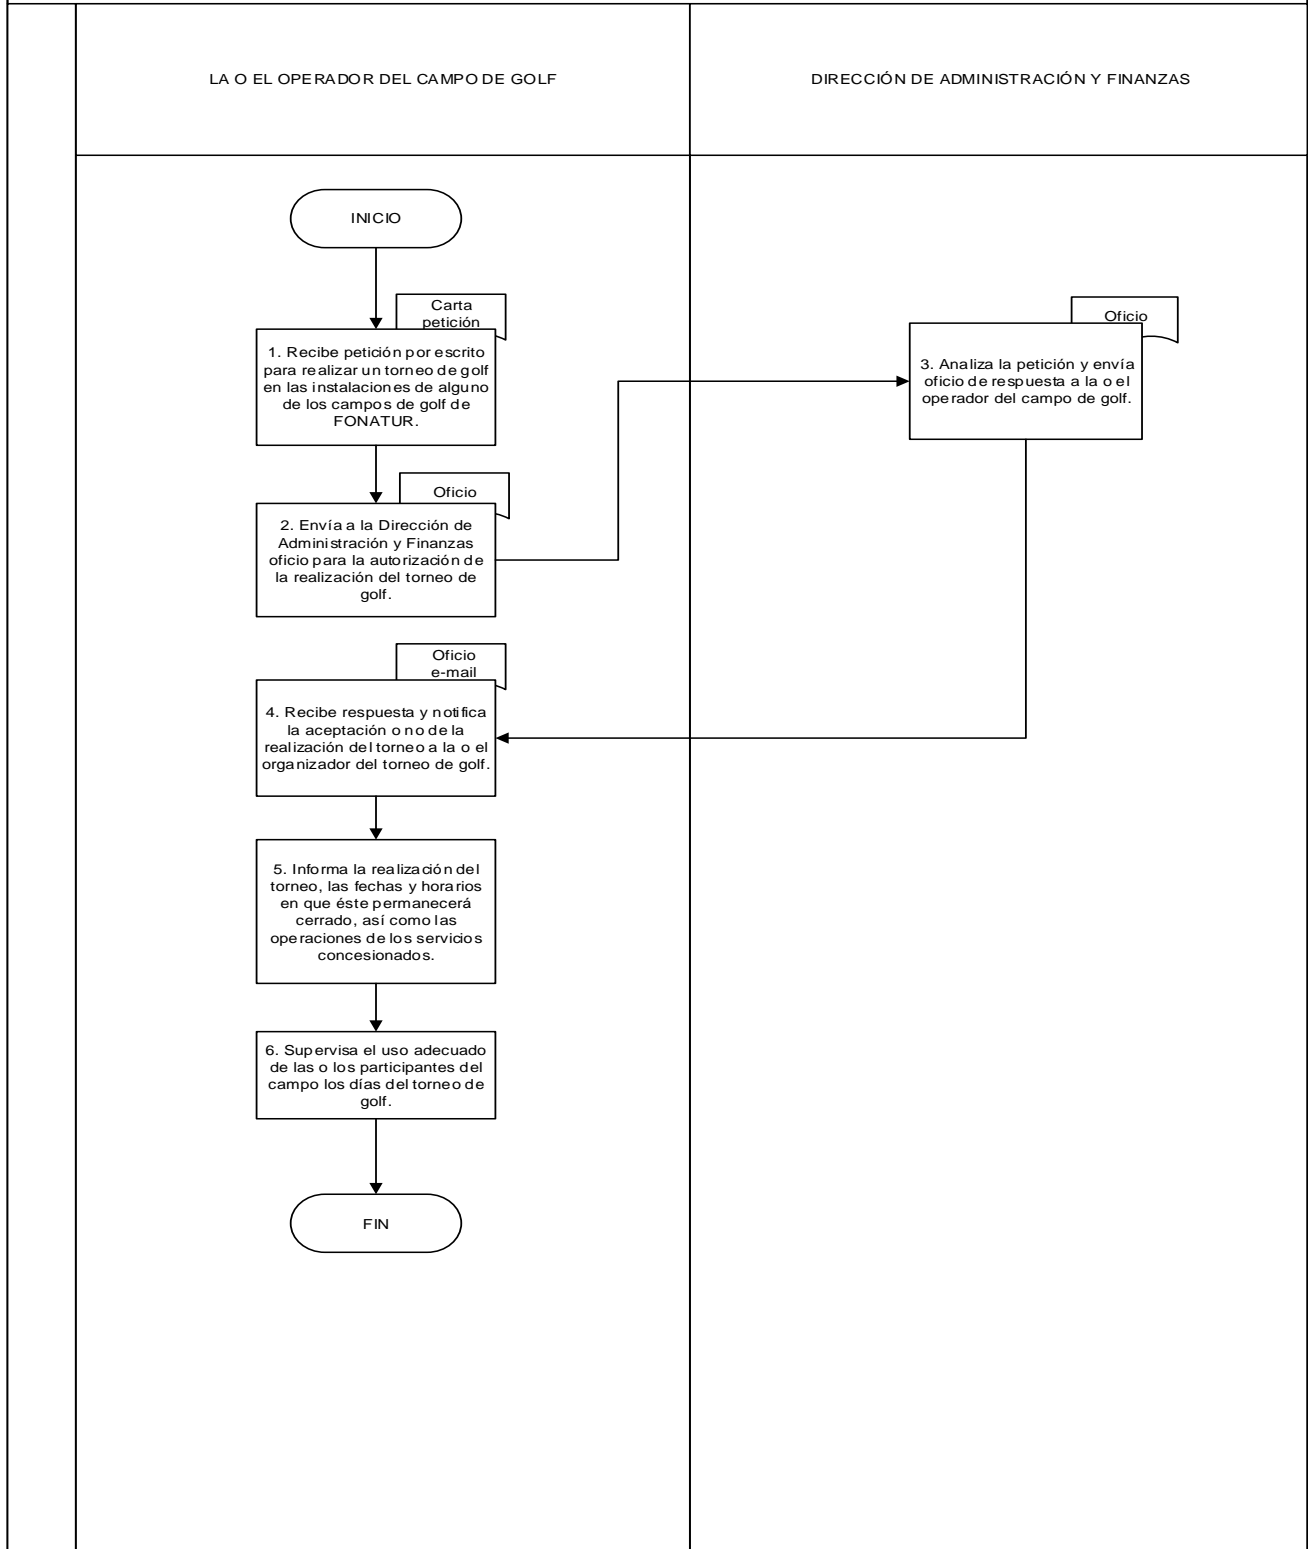 LA O EL OPERADOR DEL CAMPO DE GOLF
DIRECCIÓN DE ADMINISTRACIÓN Y FINANZAS
INICIO
Carta
petición
1. Recibe petición por escrito
para realizar un torneo de golf
en las instalaciones de alguno
de los campos de golf de
FONATUR.
Oficio
2. Envía a la Dirección de
Administración y Finanzas
oficio para la autorización de
la realización del torneo de
golf.
Oficio
3. Analiza la petición y envía
oficio de respuesta a la o el
operador del campo de golf.
Oficio
e-mail
4. Recibe respuesta y notifica
la aceptación o no de la
realización del torneo a la o el
organizador del torneo de golf.
5. Informa la realización del
torneo, las fechas y horarios
en que éste permanecerá
cerrado, así como las
operaciones de los servicios
concesionados.
6. Supervisa el uso adecuado
de las o los participantes del
campo los días del torneo de
golf.
FIN